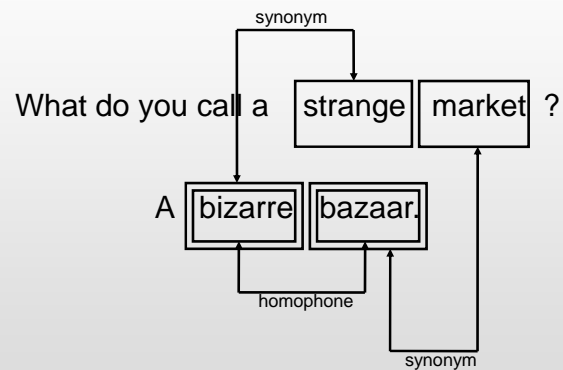 synonym
What do you call a strange market ?
A bizarre bazaar.
homophone
synonym